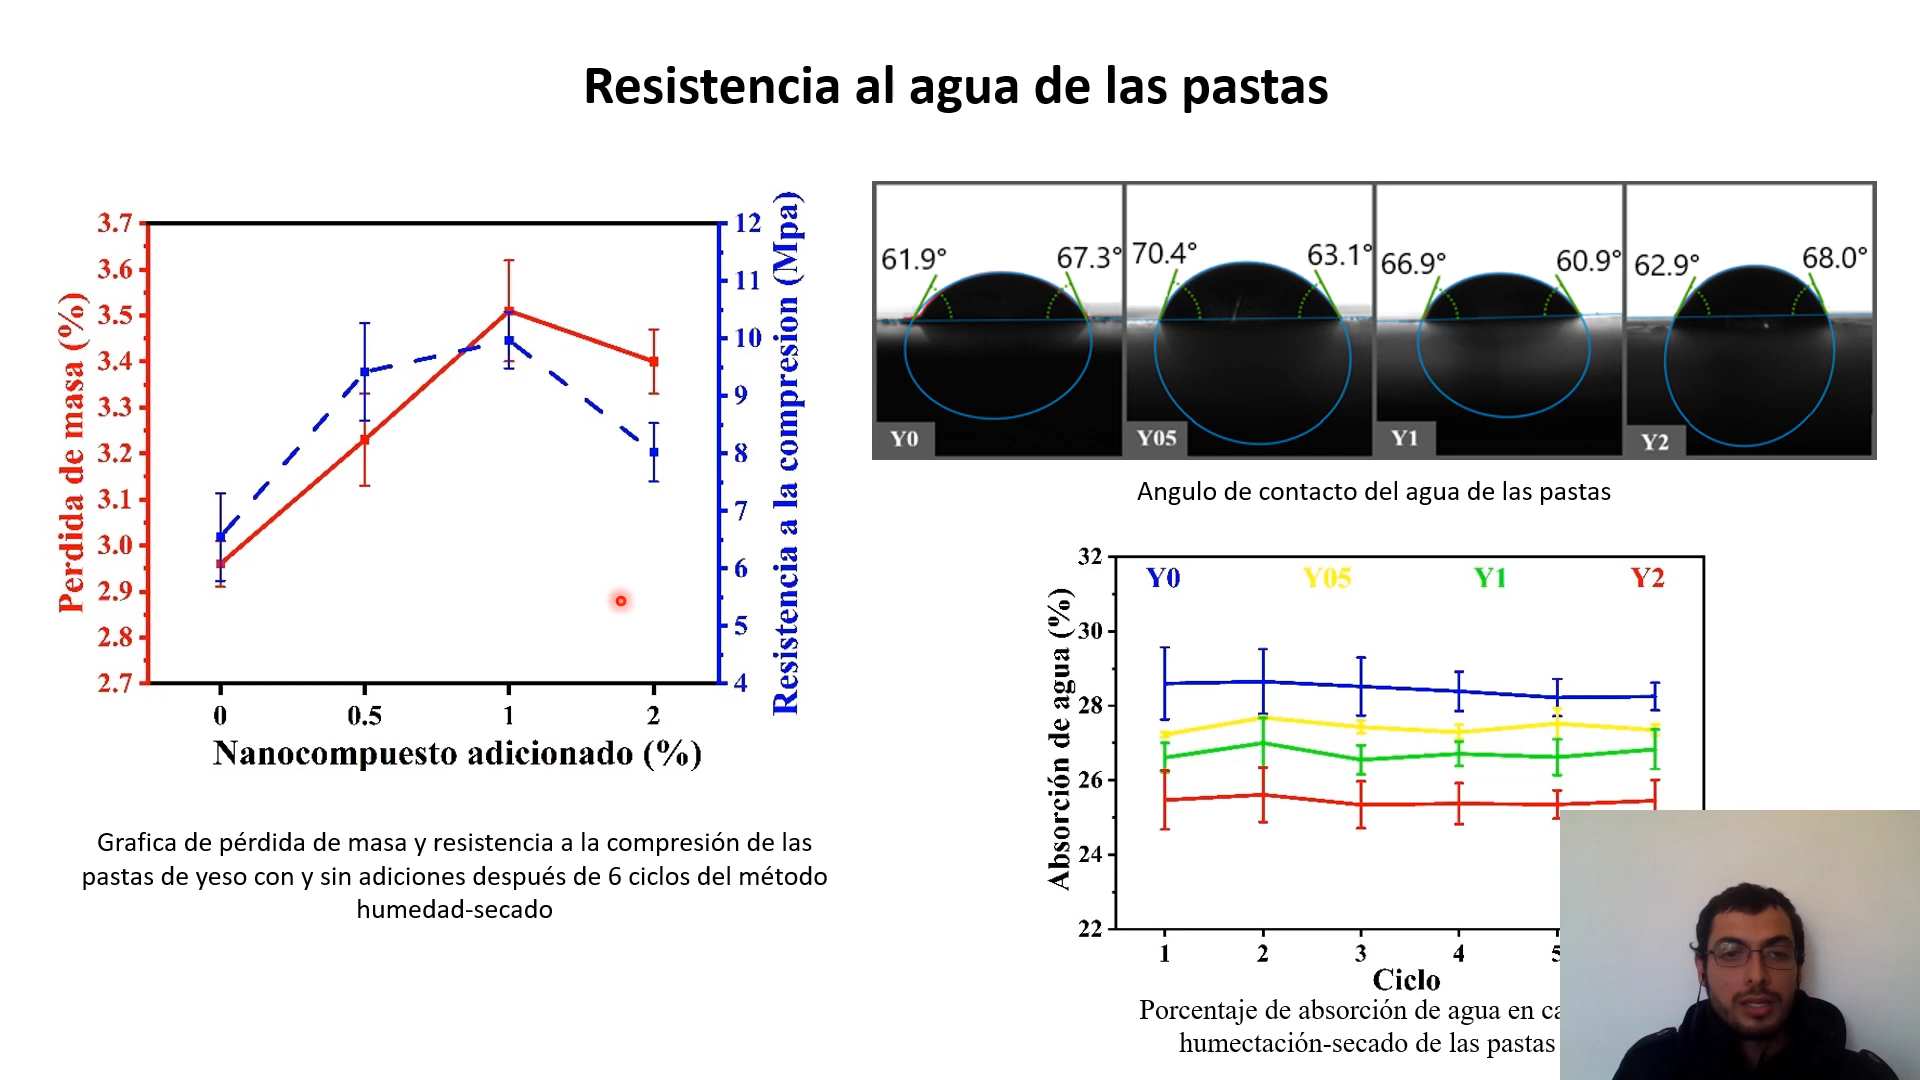 Resistencia al agua de las pastas
3.7
3.6
3.5
3.4
3.3
3.2
3.1
3.0
2.9
2.8
2.7
Perdida de masa (%)
12
11
10
9
8
7
6
5
4
Resistencia a la compresion (Mpa)
0 0.5 1 2
Nanocompuesto adicionado (%)
Grafica de pérdida de masa y resistencia a la compresión de las
pastas de yeso con y sin adiciones después de 6 ciclos del método
humedad-secado
61.9° 67.3° 70.4° 63.1° 66.9° 60.9° 62.9° 68.0°
Y0 Y05 Y1 Y2
Angulo de contacto del agua de las pastas
Y0 Y05 Y1 Y2
32
30
28
26
24
22
Absorción de agua (%)
1 2 3 4 5
Ciclo
Porcentaje de absorción de agua en
humectación-secado de las pastas